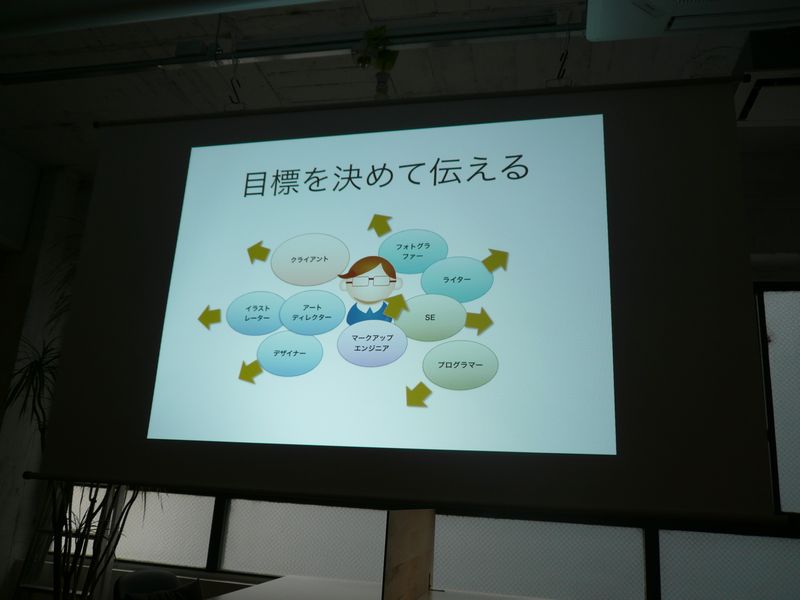 目標を決めて伝える
クライアント
フォトグラ
ファー
ライター
イラスト
レーター
アート
ディレクター
SE
デザイナー
マークアップ
エンジニア
プログラマー